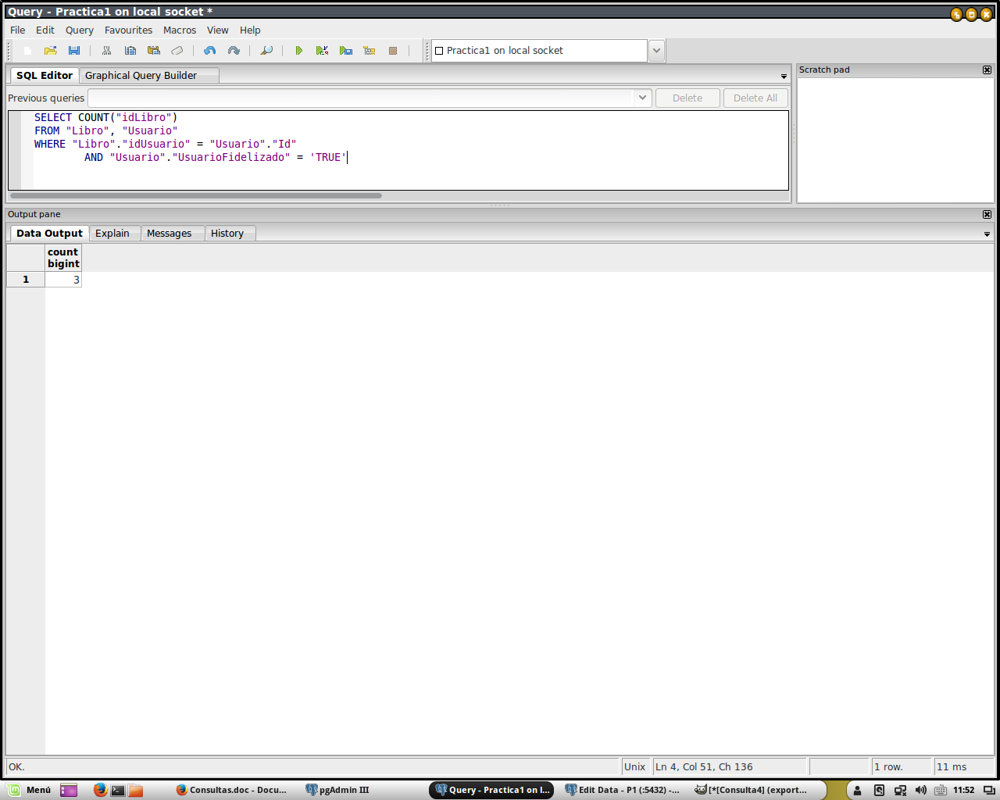 Query - Practica1 on local socket *
File Edit Query Favourites Macros View Help
Practica1 on local socket
SQL Editor Graphical Query Builder
Scratch pad
Previous queries Delete Delete All
SELECT COUNT("idLibro")
FROM "Libro", "Usuario"
WHERE "Libro"."idUsuario" = "Usuario"."Id"
AND "Usuario"."UsuarioFidelizado" = 'TRUE'
Output pane
Data Output Explain Messages History
count
bigint
1 3
OK. Unix Ln 4, Col 51, Ch 136 1 row. 11 ms
Menú Consultas.doc - Docu... pgAdmin III Query - Practica1 on l... Edit Data - P1 (:5432) -... [*[Consulta4] (export... 11:52